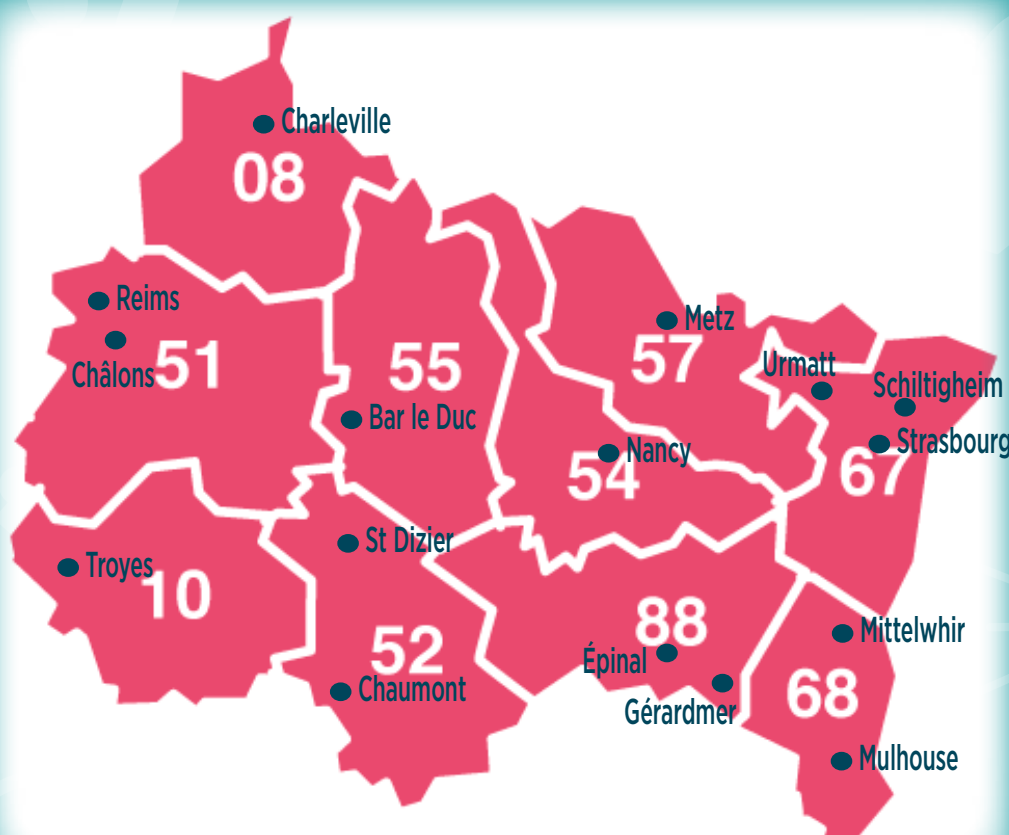 Charleville
08
Reims
Metz
Châlons
51
55
57
Urmatt
Schiltigheim
Bar le Duc
Strasbourg
Nancy
54
67
St Dizier
Troyes
10
88
Mittelwhir
52
Épinal
Chaumont
68
Gérardmer
Mulhouse